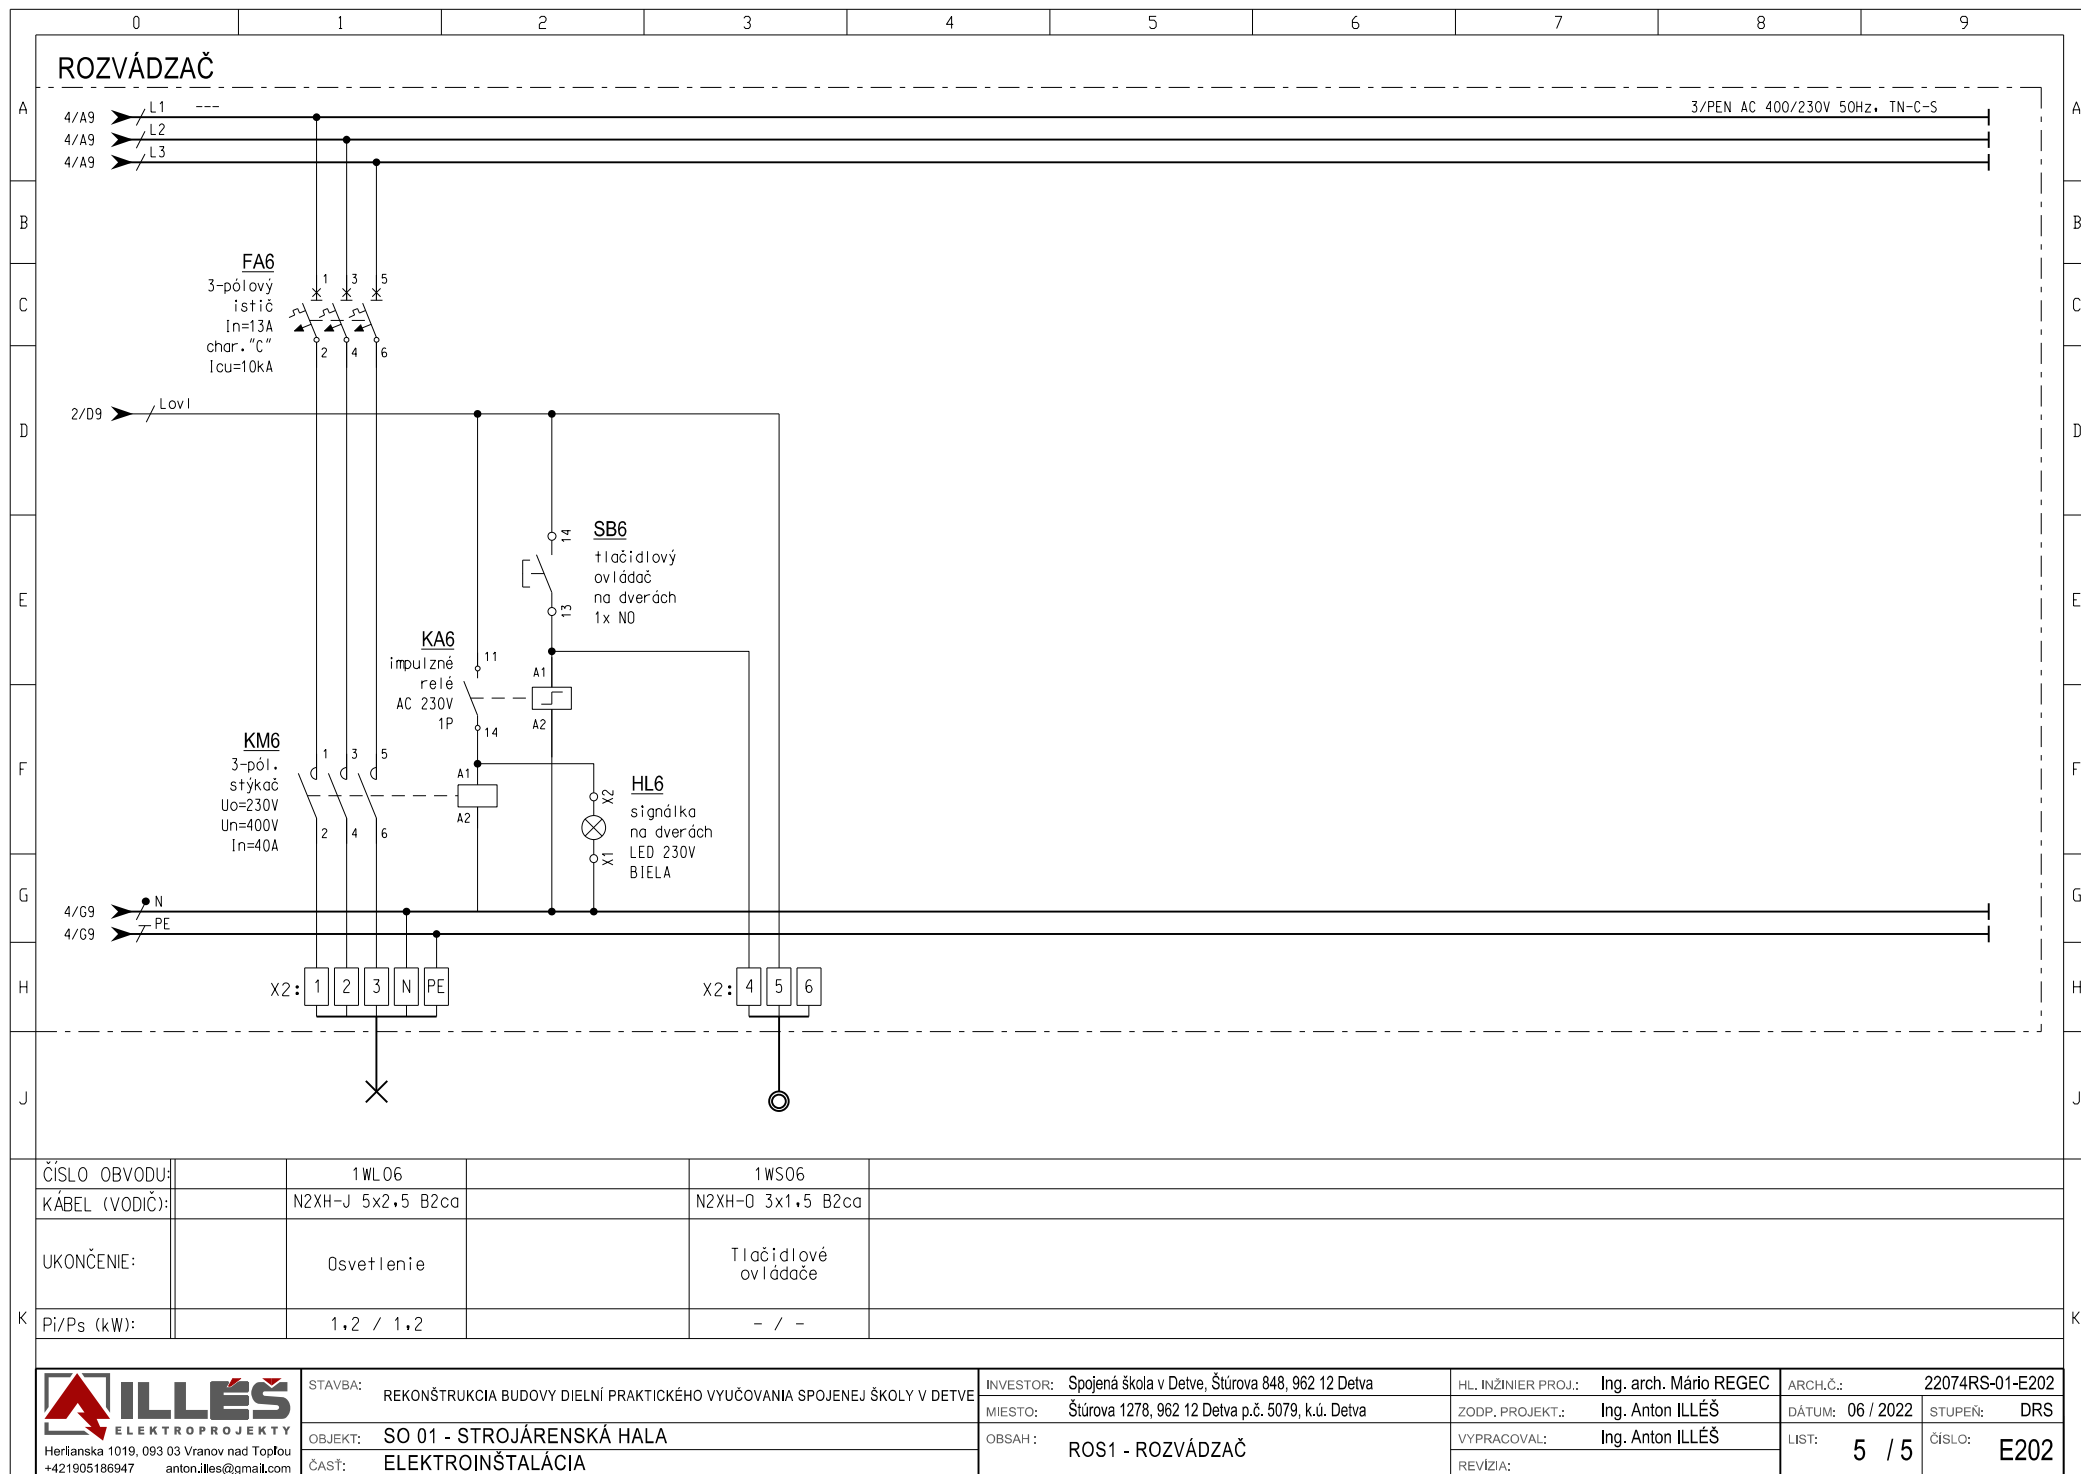 0 1 2 3 4 5 6 7 8 9
ROZVÁDZAČ
A A
4/A9 L1 ---
3/PEN AC 400/230V 50Hz, TN-C-S
4/A9 L2
4/A9 L3
B B
FA6
3-pólový
istič
In=13A
char."C"
Icu=10kA
1 3 5
2 4 6
C C
2/D9 Lovl
D D
SB6
tlačidlový
ovládač
na dverách
1x NO
14
13
E E
KA6
impulzné
relé
AC 230V
1P
11
14
A1
A2
KM6
3-pól.
stýkač
Uo=230V
Un=400V
In=40A
1 3 5
2 4 6
A1
A2
F F
HL6
signálka
na dverách
LED 230V
BIELA
X2
X1
G G
4/G9 N
4/G9 PE
H H
X2: 1 2 3 N PE
X2: 4 5 6
J J
ČÍSLO OBVODU: 1WL06 1WS06
KÁBEL (VODIČ): N2XH-J 5x2,5 B2ca N2XH-O 3x1,5 B2ca
UKONČENIE: Osvetlenie Tlačidlové
ovládače
K K
Pi/Ps (kW): 1,2 / 1,2 - / -
ILLÉŠ
ELEKTROPROJEKTY
Herlianska 1019, 093 03 Vranov nad Topľou
+421905186947 anton.illes@gmail.com
STAVBA: REKONŠTRUKCIA BUDOVY DIELNÍ PRAKTICKÉHO VYUČOVANIA SPOJENEJ ŠKOLY V DETVE
OBJEKT: SO 01 - STROJÁRENSKÁ HALA
ČASŤ: ELEKTROINŠTALÁCIA
INVESTOR: Spojená škola v Detve, Štúrova 848, 962 12 Detva
MIESTO: Štúrova 1278, 962 12 Detva p.č. 5079, k.ú. Detva
OBSAH : ROS1 - ROZVÁDZAČ
HL. INŽINIER PROJ.: Ing. arch. Mário REGEC
ZODP. PROJEKT.: Ing. Anton ILLÉŠ
VYPRACOVAL: Ing. Anton ILLÉŠ
REVÍZIA:
ARCH.Č.: 22074RS-01-E202
DÁTUM: 06 / 2022 STUPEŇ: DRS
LIST: 5 / 5 ČÍSLO: E202